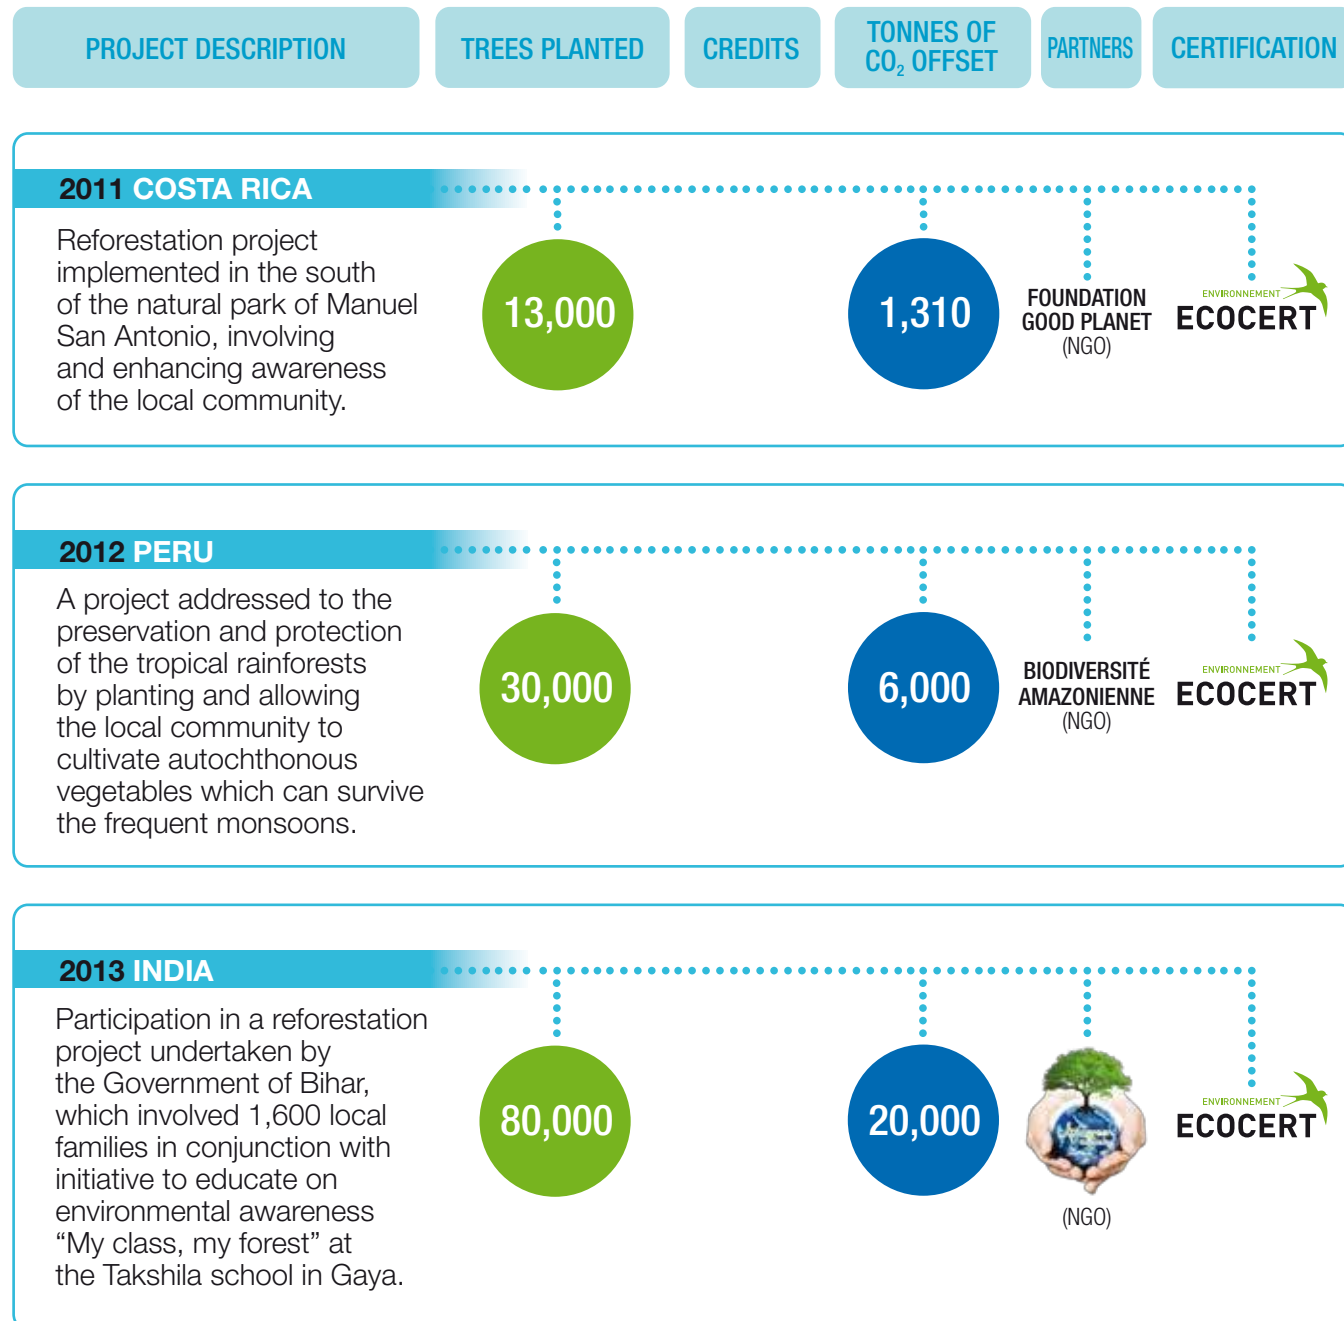 PROJECT DESCRIPTION
TREES PLANTED
CREDITS
TONNES OF
CO₂ OFFSET
PARTNERS
CERTIFICATION
2011 COSTA RICA
Reforestation project
implemented in the south
of the natural park of Manuel
San Antonio, involving
and enhancing awareness
of the local community.
13,000
1,310
FOUNDATION
GOOD PLANET
(NGO)
ENVIRONNEMENT
ECOCERT
2012 PERU
A project addressed to the
preservation and protection
of the tropical rainforests
by planting and allowing
the local community to
cultivate autochthonous
vegetables which can survive
the frequent monsoons.
30,000
6,000
BIODIVERSITÉ
AMAZONIENNE
(NGO)
ENVIRONNEMENT
ECOCERT
2013 INDIA
Participation in a reforestation
project undertaken by
the Government of Bihar,
which involved 1,600 local
families in conjunction with
initiative to educate on
environmental awareness
“My class, my forest” at
the Takshila school in Gaya.
80,000
20,000
(NGO)
ENVIRONNEMENT
ECOCERT